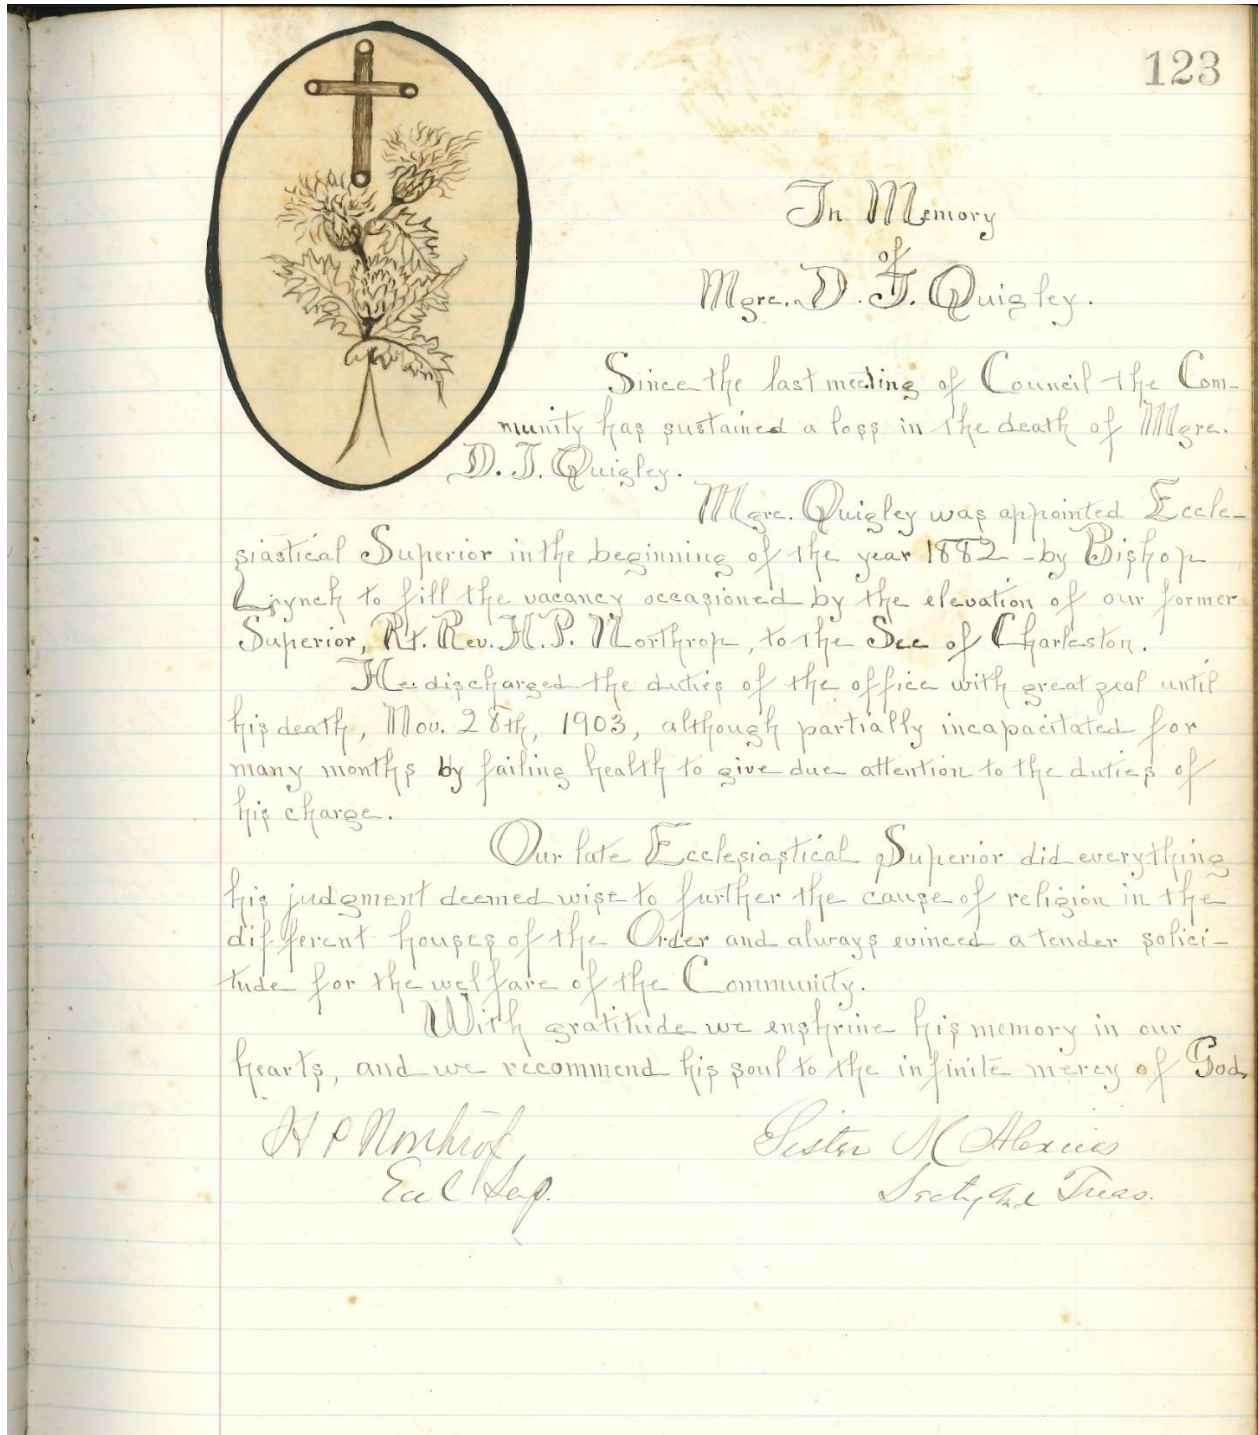 123
In Memory
of
Mgre. D. J. Quigley.
Since the last meeting of Council the Com-
munity has sustained a loss in the death of Mgre.
D. J. Quigley.
Mgre. Quigley was appointed Eccle-
siastical Superior in the beginning of the year 1882 - by Bishop
Lynch to fill the vacancy occasioned by the elevation of our former
Superior, Rt. Rev. H. P. Northrop, to the See of Charleston.
He discharged the duties of the office with great zeal until
his death, Nov. 28th, 1903, although partially incapacitated for
many months by failing health to give due attention to the duties of
his charge.
Our late Ecclesiastical Superior did everything
his judgment deemed wise to further the cause of religion in the
different houses of the Order and always evinced a tender solici-
tude for the welfare of the Community.
With gratitude we enshrine his memory in our
hearts, and we recommend his soul to the infinite mercy of God.
H P Northrop Sister M Alexius
Eccl Sup. Secty and Treas.